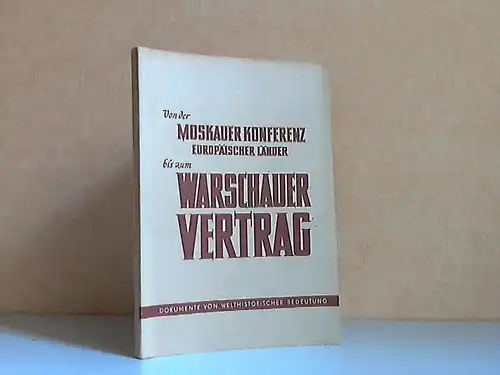 Von der
MOSKAUER KONFERENZ
EUROPÄISCHER LÄNDER
bis zum
WARSCHAUER
VERTRAG
DOKUMENTE VON WELTHISTORISCHER BEDEUTUNG